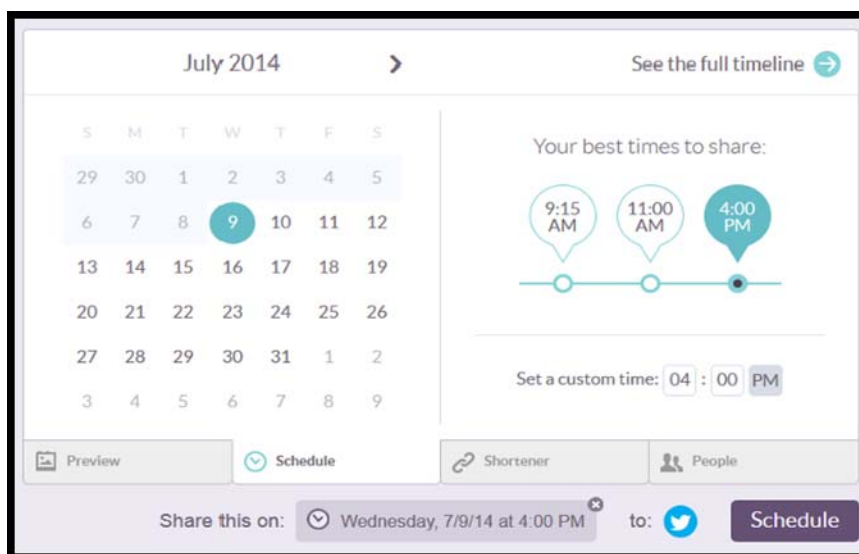 July 2014 >
See the full timeline
S M T W T F S
29 30 1 2 3 4 5
6 7 8 9 10 11 12
13 14 15 16 17 18 19
20 21 22 23 24 25 26
27 28 29 30 31 1 2
3 4 5 6 7 8 9
Your best times to share:
9:15 11:00 4:00
AM AM PM
Set a custom time: 04 : 00 PM
Preview Schedule Shortener People
Share this on: Wednesday, 7/9/14 at 4:00 PM to: Schedule